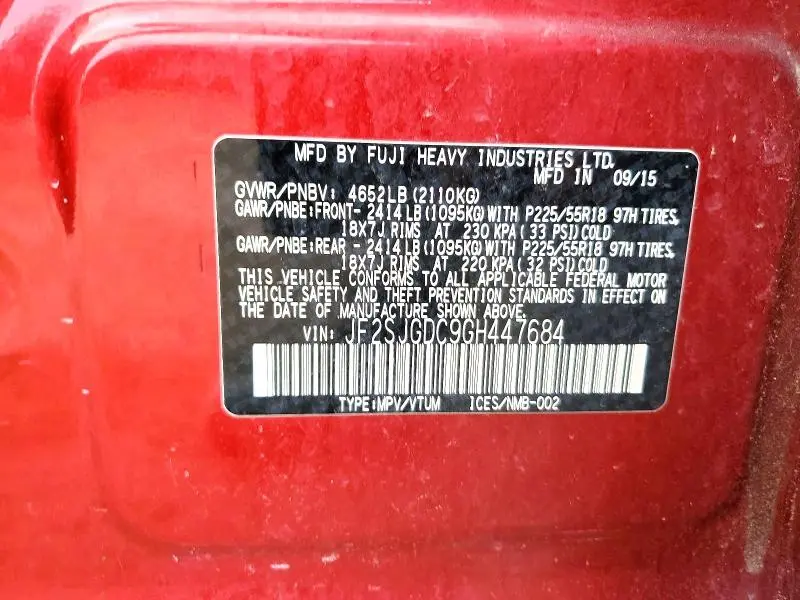 MFD BY FUJI HEAVY INDUSTRIES LTD.
MFD IN 09/15
GVWR/PNBV: 4652LB (2110KG)
GAWR/PNBE:FRONT- 2414LB(1095KG)WITH P225/55R18 97H TIRES,
18X7J RIMS AT 230 KPA( 33 PSI)COLD
GAWR/PNBE:REAR - 2414LB(1095KG)WITH P225/55R18 97H TIRES,
18X7J RIMS AT 220 KPA( 32 PSI)COLD
THIS VEHICLE CONFORMS TO ALL APPLICABLE FEDERAL MOTOR
VEHICLE SAFETY AND THEFT PREVENTION STANDARDS IN EFFECT ON
THE DATE OF MANUFACTURE SHOWN ABOVE.
VIN: JF2SJGDC9GH447684
TYPE:MPV/VTUM ICES/NMB-002